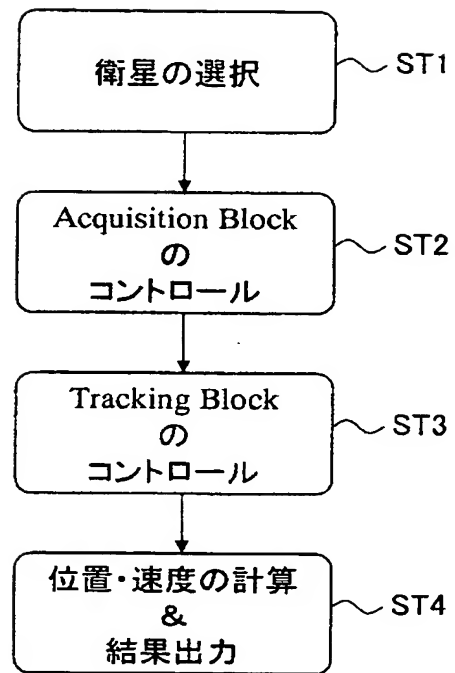 衛星の選択
ST1
Acquisition Block
の
コントロール
ST2
Tracking Block
の
コントロール
ST3
位置・速度の計算
&
結果出力
ST4